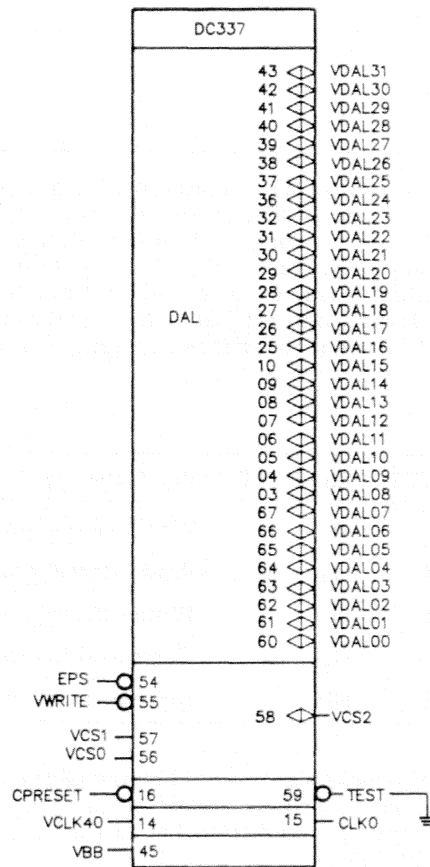 DC337
43 VDAL31
42 VDAL30
41 VDAL29
40 VDAL28
39 VDAL27
38 VDAL26
37 VDAL25
36 VDAL24
32 VDAL23
31 VDAL22
30 VDAL21
29 VDAL20
28 VDAL19
27 VDAL18
DAL
26 VDAL17
25 VDAL16
10 VDAL15
09 VDAL14
08 VDAL13
07 VDAL12
06 VDAL11
05 VDAL10
04 VDAL09
03 VDAL08
67 VDAL07
66 VDAL06
65 VDAL05
64 VDAL04
63 VDAL03
62 VDAL02
61 VDAL01
60 VDAL00
EPS 54
VWRITE 55
58 VCS2
VCS1 57
VCS0 56
CPRESET 16 59 TEST
VCLK40 14 15 CLKO
VBB 45